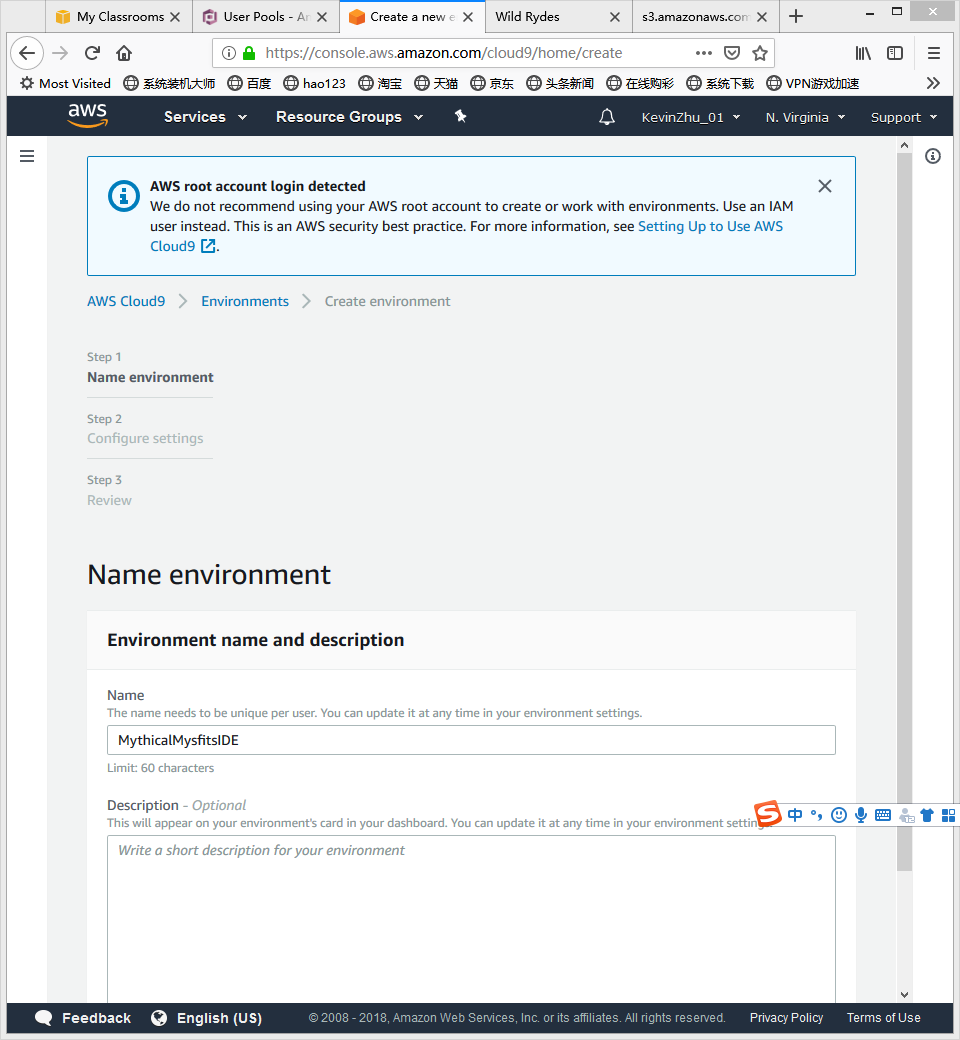 My Classrooms
User Pools - A
Create a new e
Wild Rydes
s3.amazonaws.com
https://console.aws.amazon.com/cloud9/home/create
Most Visited 系统装机大师 百度 hao123 淘宝 天猫 京东 头条新闻 在线购彩 系统下载 VPN游戏加速
aws Services Resource Groups KevinZhu_01 N. Virginia Support
AWS root account login detected
We do not recommend using your AWS root account to create or work with environments. Use an IAM
user instead. This is an AWS security best practice. For more information, see Setting Up to Use AWS
Cloud9 .
AWS Cloud9 Environments Create environment
Step 1
Name environment
Step 2
Configure settings
Step 3
Review
Name environment
Environment name and description
Name
The name needs to be unique per user. You can update it at any time in your environment settings.
MythicalMysfitsIDE
Limit: 60 characters
Description - Optional
This will appear on your environment's card in your dashboard. You can update it at any time in your environment
S 中
Write a short description for your environment
Feedback English (US) © 2008 - 2018, Amazon Web Services, Inc. or its affiliates. All rights reserved. Privacy Policy Terms of Use